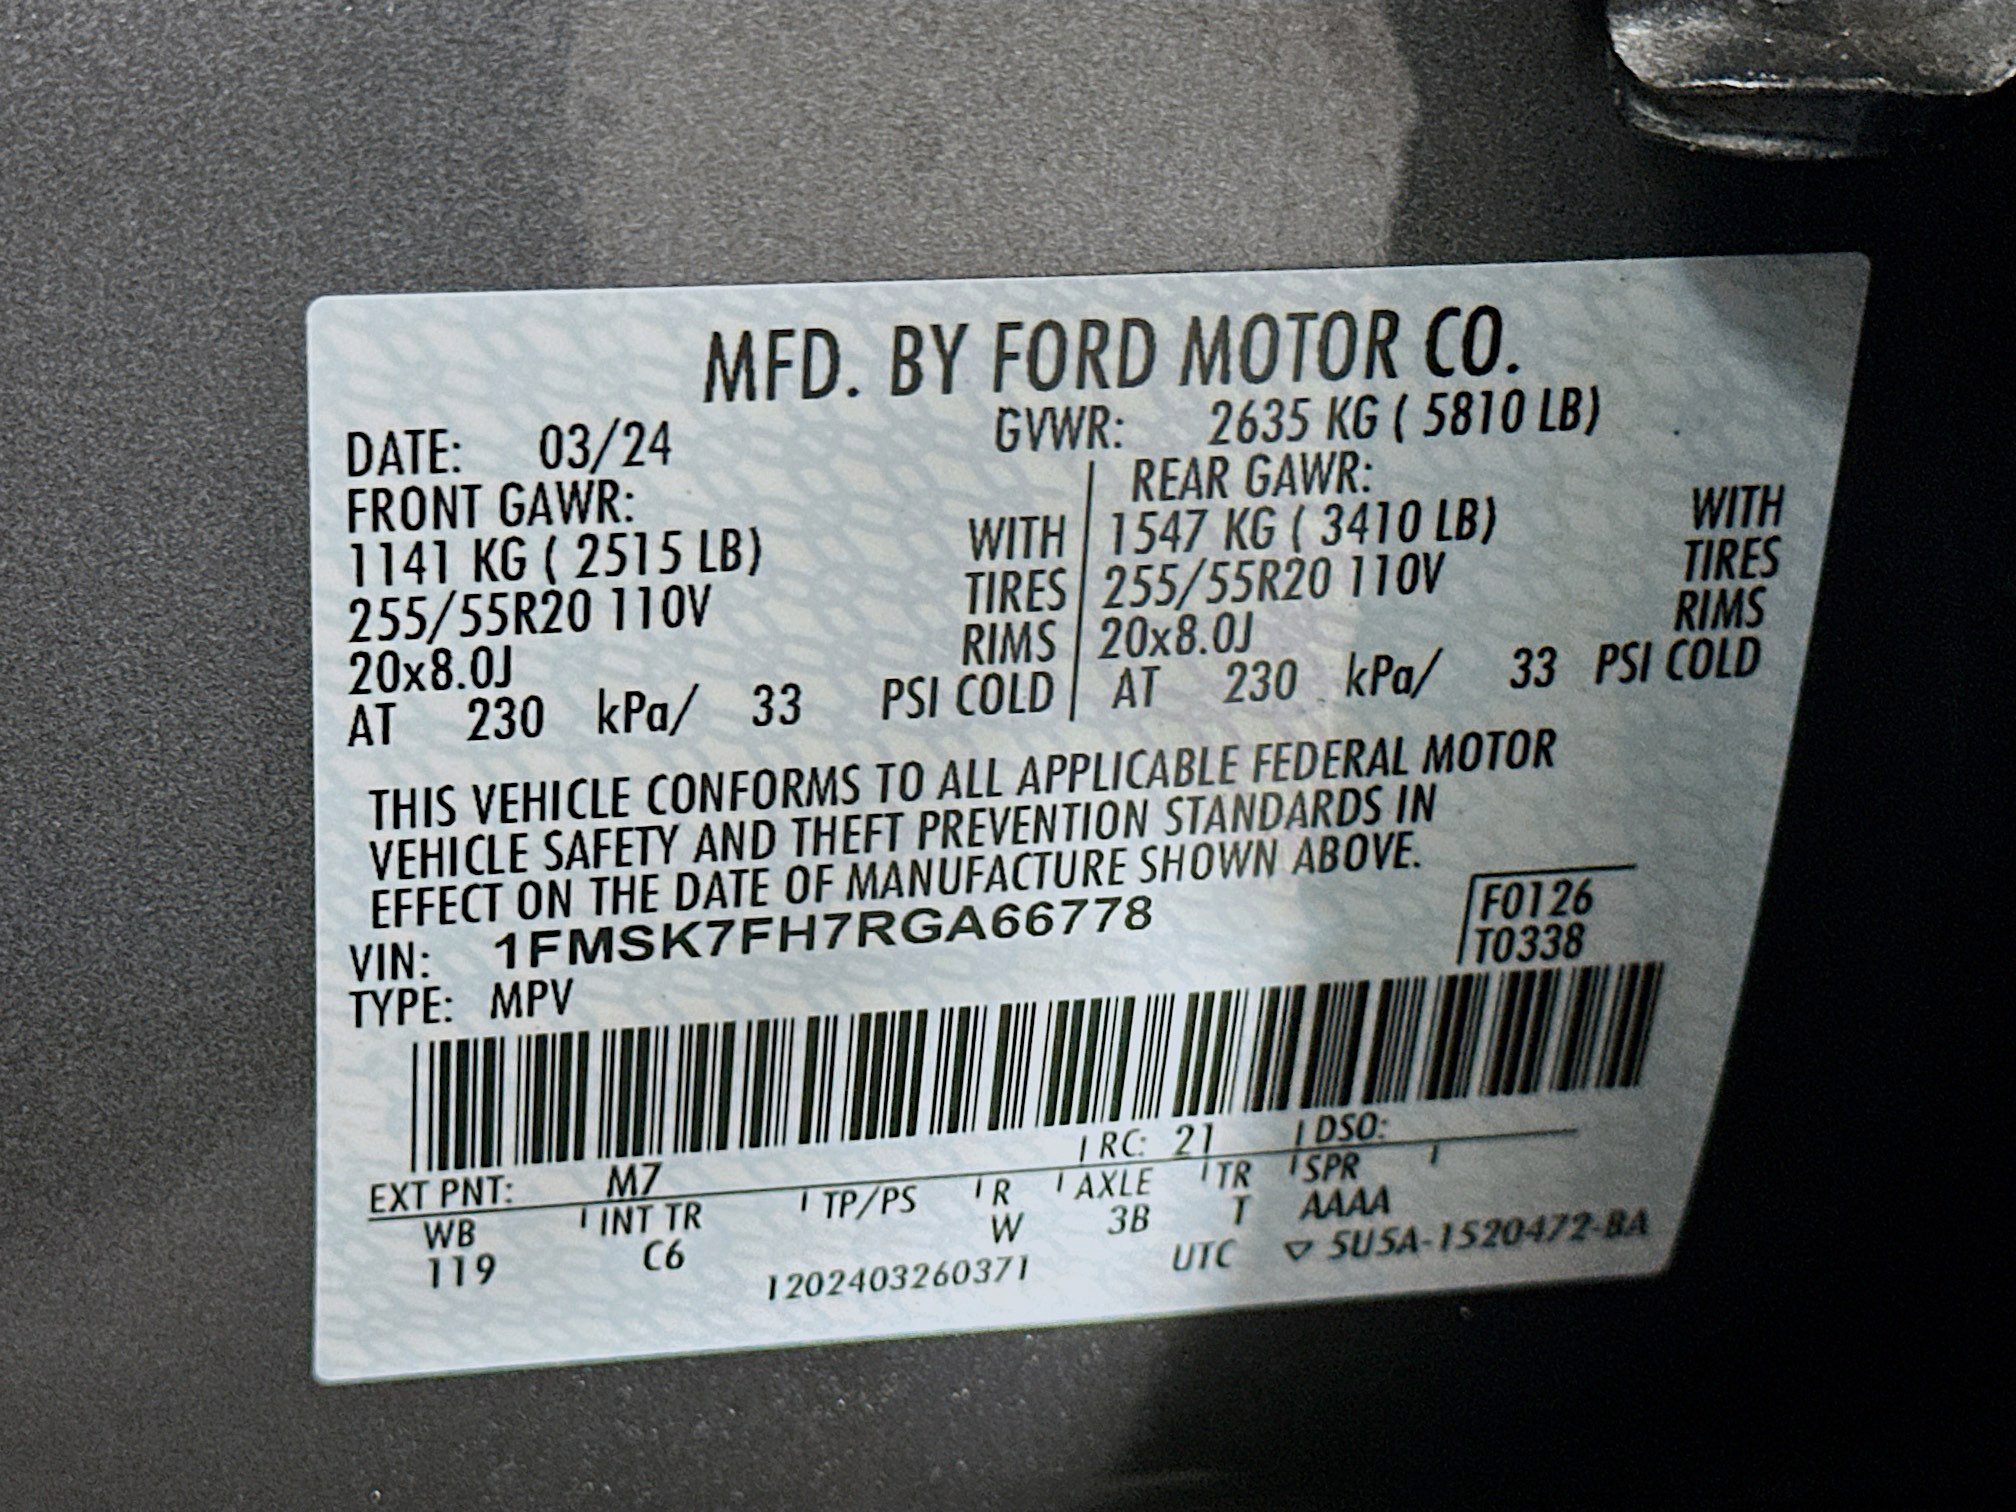 MFD. BY FORD MOTOR CO.
DATE: 03/24 GVWR: 2635 KG ( 5810 LB)
FRONT GAWR: REAR GAWR:
1141 KG ( 2515 LB) WITH 1547 KG ( 3410 LB) WITH
255/55R20 110V TIRES 255/55R20 110V TIRES
20x8.0J RIMS 20x8.0J RIMS
AT 230 kPa/ 33 PSI COLD AT 230 kPa/ 33 PSI COLD
THIS VEHICLE CONFORMS TO ALL APPLICABLE FEDERAL MOTOR
VEHICLE SAFETY AND THEFT PREVENTION STANDARDS IN
EFFECT ON THE DATE OF MANUFACTURE SHOWN ABOVE.
VIN: 1FMSK7FH7RGA66778 F0126
TYPE: MPV T0338
EXT PNT: M7 RC: 21 DSO:
WB INT TR TP/PS R AXLE TR SPR
119 C6 W 3B T AAAA
1202403260371 UTC ▽ 5U5A-1520472-BA